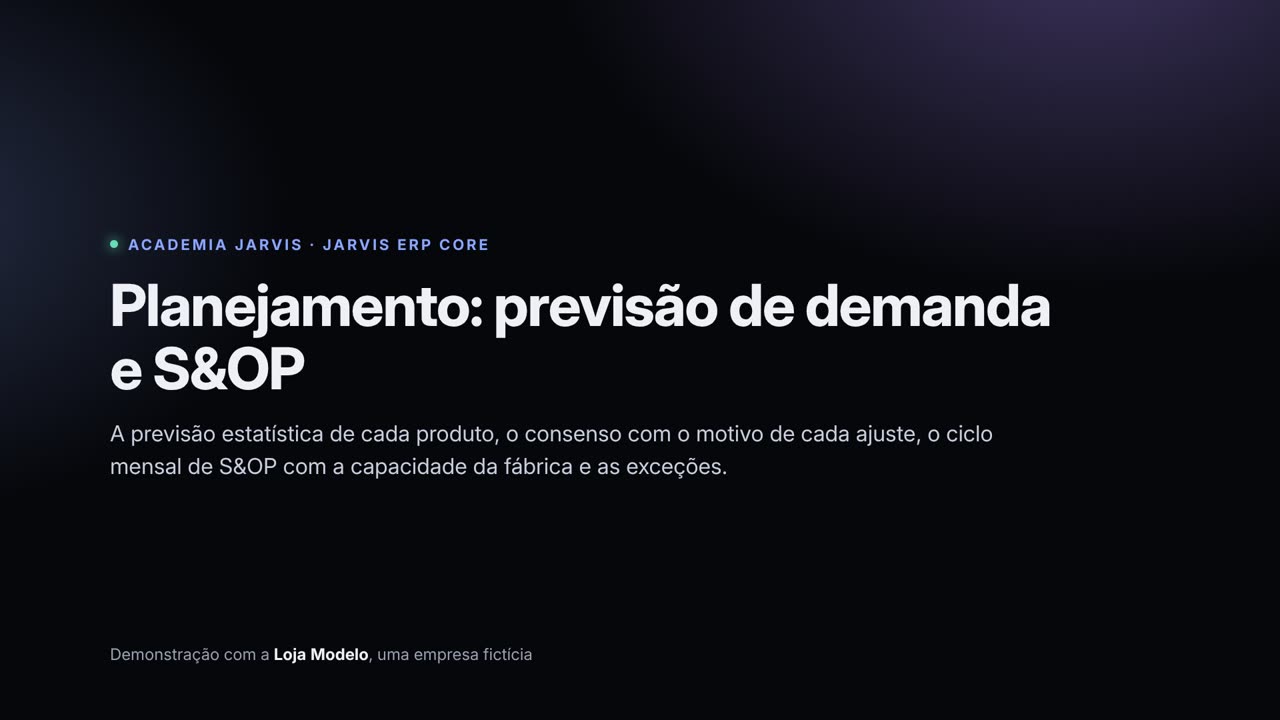 ACADEMIA JARVIS · JARVIS ERP CORE
Planejamento: previsão de demanda
e S&OP
A previsão estatística de cada produto, o consenso com o motivo de cada ajuste, o ciclo
mensal de S&OP com a capacidade da fábrica e as exceções.
Demonstração com a Loja Modelo, uma empresa fictícia